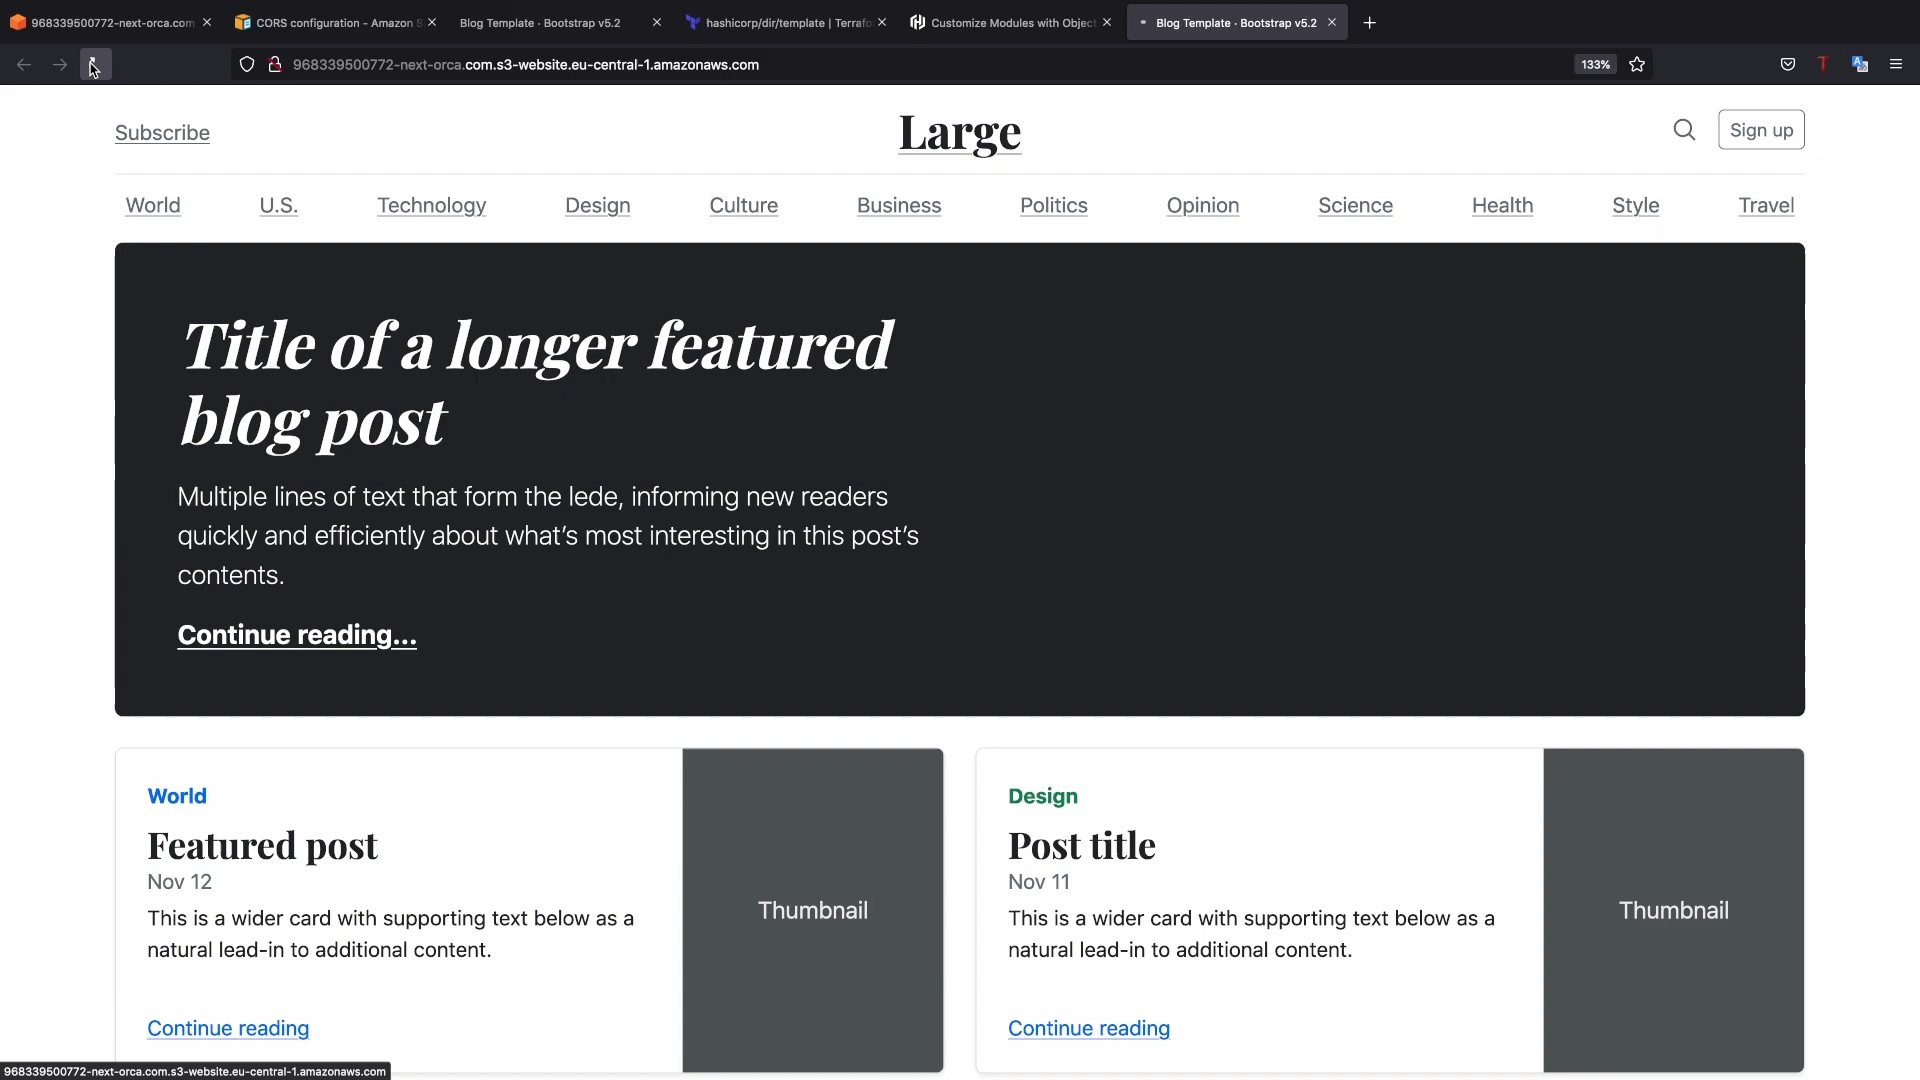 968339500772-next-orca.com
CORS configuration - Amazon S
Blog Template · Bootstrap v5.2
hashicorp/dir/template | Terrafo
Customize Modules with Object
Blog Template · Bootstrap v5.2
968339500772-next-orca.com.s3-website.eu-central-1.amazonaws.com
133%
Subscribe
Large
Sign up
World
U.S.
Technology
Design
Culture
Business
Politics
Opinion
Science
Health
Style
Travel
Title of a longer featured
blog post
Multiple lines of text that form the lede, informing new readers
quickly and efficiently about what's most interesting in this post's
contents.
Continue reading...
World
Featured post
Nov 12
This is a wider card with supporting text below as a
natural lead-in to additional content.
Continue reading
Thumbnail
Design
Post title
Nov 11
This is a wider card with supporting text below as a
natural lead-in to additional content.
Continue reading
Thumbnail
968339500772-next-orca.com.s3-website.eu-central-1.amazonaws.com